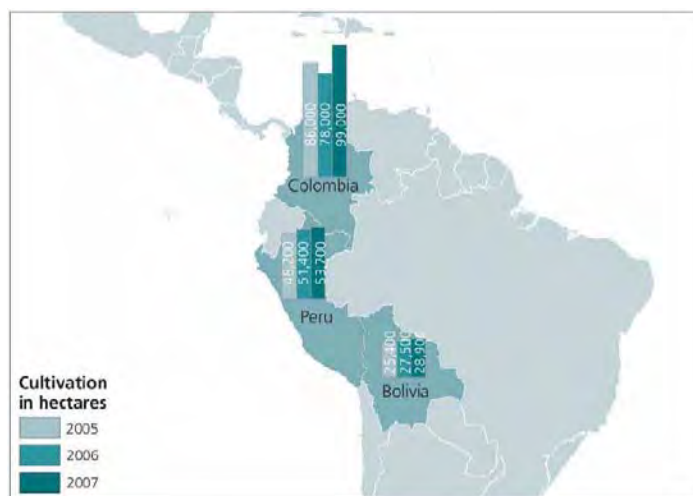 86,000
78,000
99,000
Colombia
48,200
51,400
53,700
Peru
25,400
27,500
28,900
Bolivia
Cultivation
in hectares
2005
2006
2007